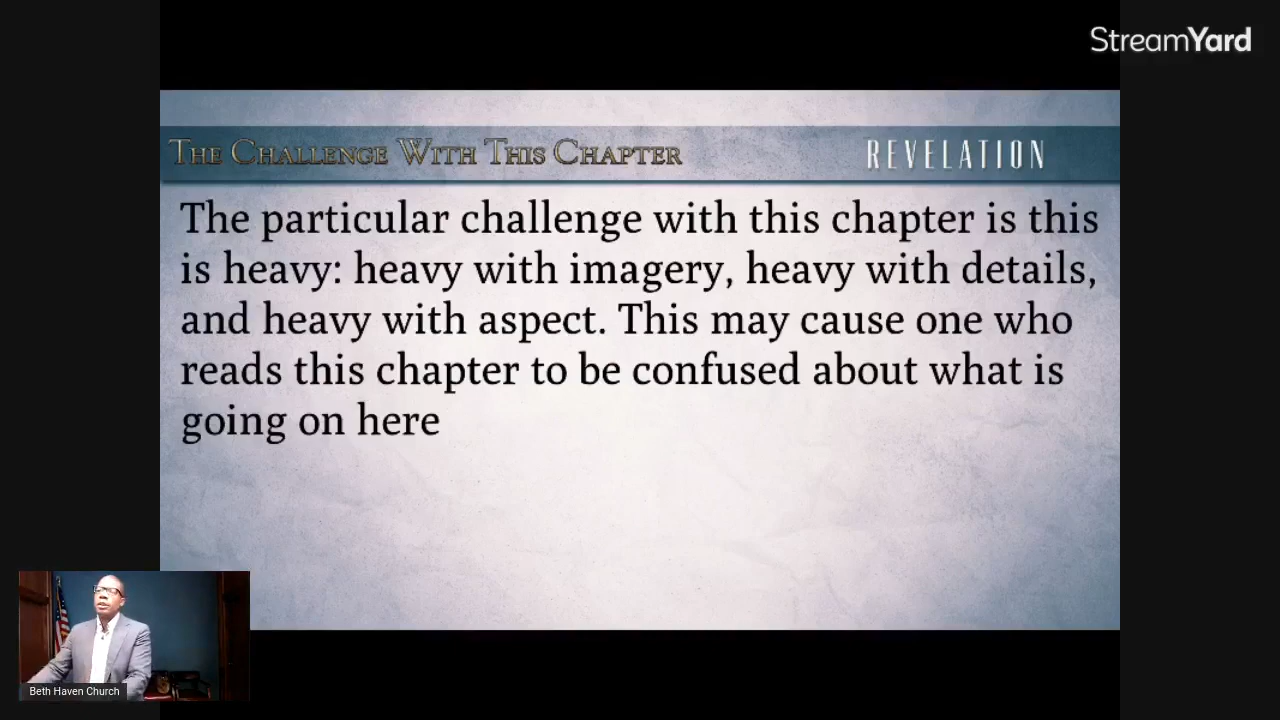 StreamYard
The Challenge With This Chapter
REVELATION
The particular challenge with this chapter is this
is heavy: heavy with imagery, heavy with details,
and heavy with aspect. This may cause one who
reads this chapter to be confused about what is
going on here
Beth Haven Church